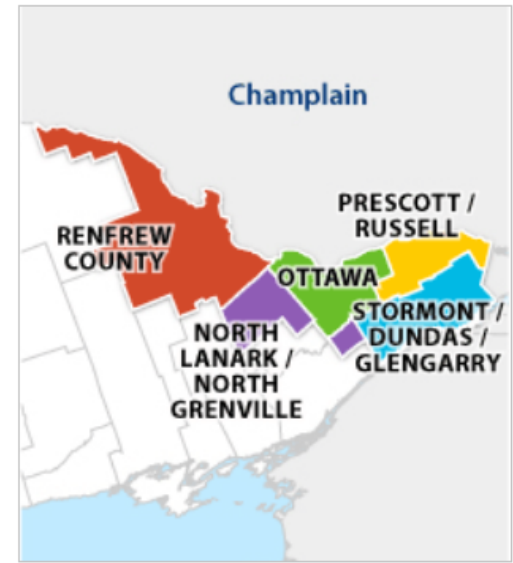 Champlain
PRESCOTT /
RUSSELL
RENFREW
COUNTY
OTTAWA
STORMONT /
DUNDAS /
GLENGARRY
NORTH
LANARK /
NORTH
GRENVILLE